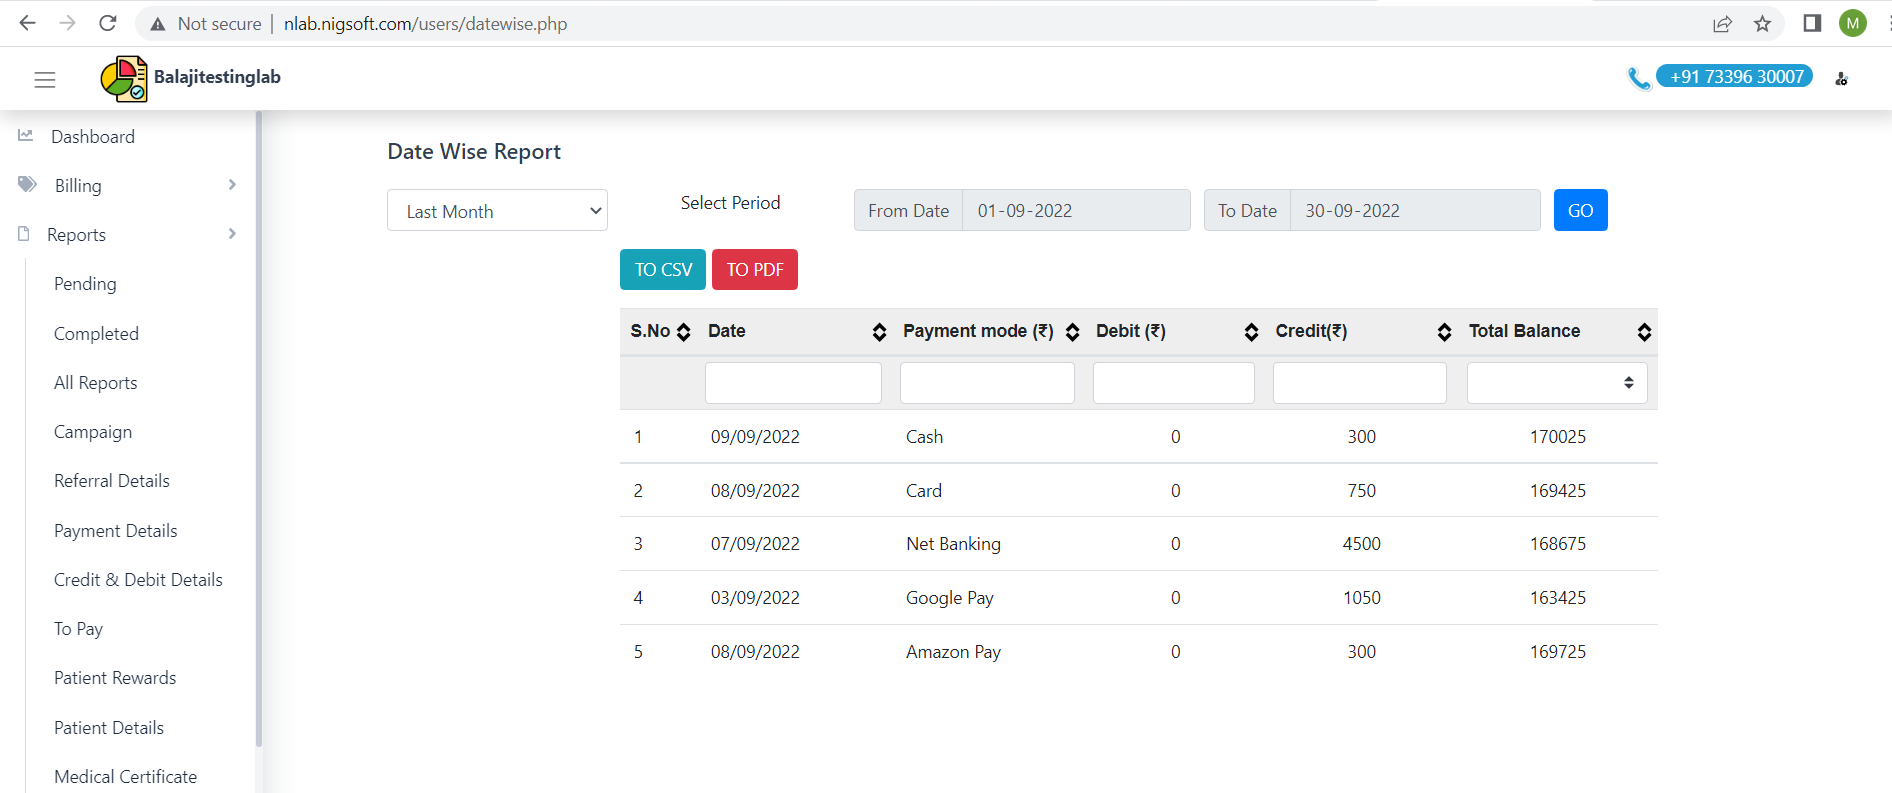 Not secure | nlab.nigsoft.com/users/datewise.php
M
Balajitestinglab
+91 73396 30007
Dashboard
Billing
Reports
Pending
Completed
All Reports
Campaign
Referral Details
Payment Details
Credit & Debit Details
To Pay
Patient Rewards
Patient Details
Medical Certificate
Date Wise Report
Last Month Select Period From Date 01-09-2022 To Date 30-09-2022 GO
TO CSV TO PDF
S.No Date Payment mode (₹) Debit (₹) Credit(₹) Total Balance
1 09/09/2022 Cash 0 300 170025
2 08/09/2022 Card 0 750 169425
3 07/09/2022 Net Banking 0 4500 168675
4 03/09/2022 Google Pay 0 1050 163425
5 08/09/2022 Amazon Pay 0 300 169725